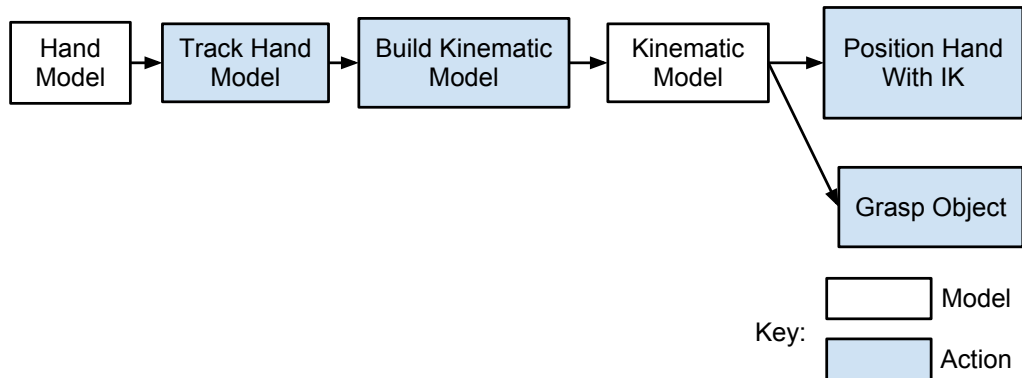 Hand
Model
Track Hand
Model
Build Kinematic
Model
Kinematic
Model
Position Hand
With IK
Grasp Object
Key:
Model
Action